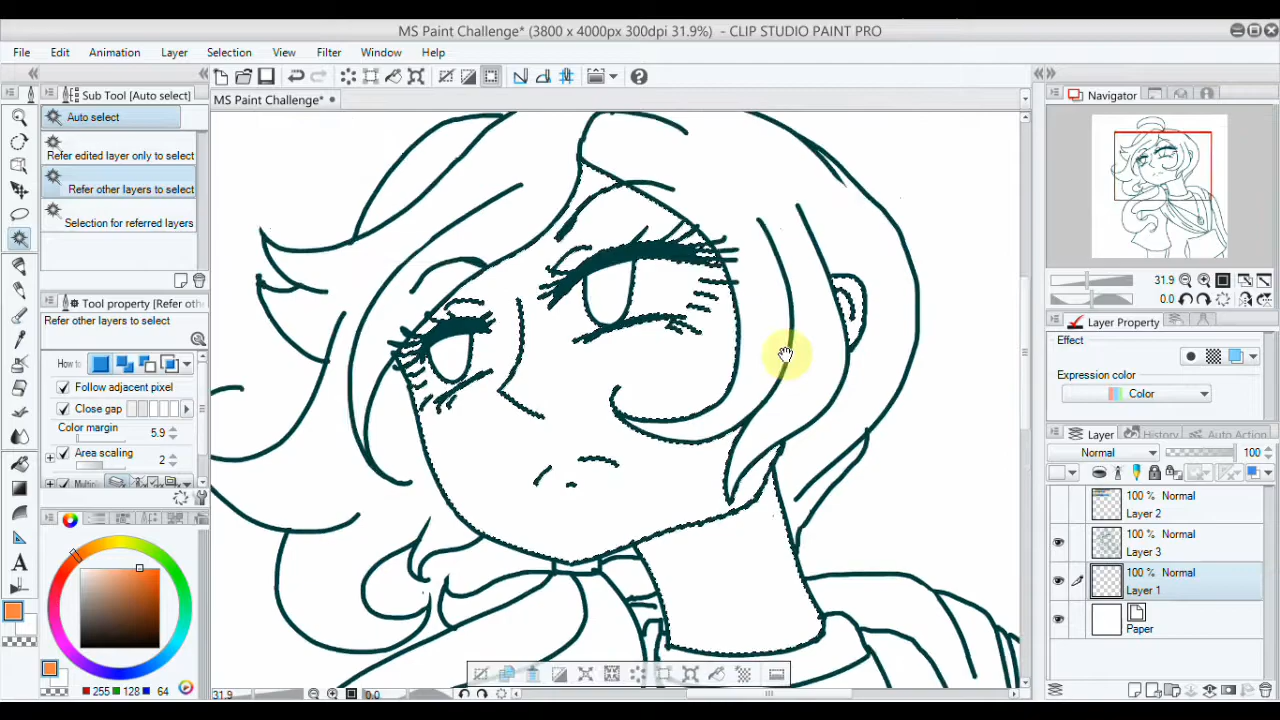 MS Paint Challenge* (3800 x 4000px 300dpi 31.9%) - CLIP STUDIO PAINT PRO
File Edit Animation Layer Selection View Filter Window Help
Sub Tool [Auto select]
MS Paint Challenge*
Navigator
Auto select
Refer edited layer only to select
Refer other layers to select
Selection for referred layers
31.9
0.0
Tool property [Refer other
Layer Property
Refer other layers to select
Effect
How to
Follow adjacent pixel
Expression color
Color
Close gap
Color margin
5.9
Layer
History
Auto Action
Area scaling
2
Normal
100
Multipl
100 % Normal
Layer 2
100 % Normal
Layer 3
100 % Normal
Layer 1
Paper
255 128 64
31.9
0.0